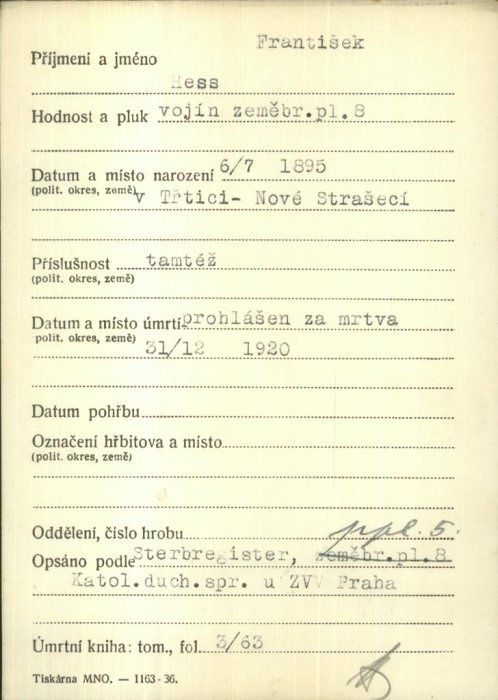 František
Příjmení a jméno
Hess
Hodnost a pluk vojín zeměbr.pl.8
Datum a místo narození 6/7 1895
(polit. okres, země) v Třtici- Nové Strašecí
Příslušnost tamtéž
(polit. okres, země)
Datum a místo úmrtí prohlášen za mrtva
polit. okres, země) 31/12 1920
Datum pohřbu
Označení hřbitova a místo
(polit. okres, země)
Oddělení, číslo hrobu ppl. 5.
Opsáno podle Sterbregister, zeměbr.pl.8
Katol.duch.spr. u ZVV Praha
Úmrtní kniha: tom., fol. 3/63
Tiskárna MNO. — 1163-36.